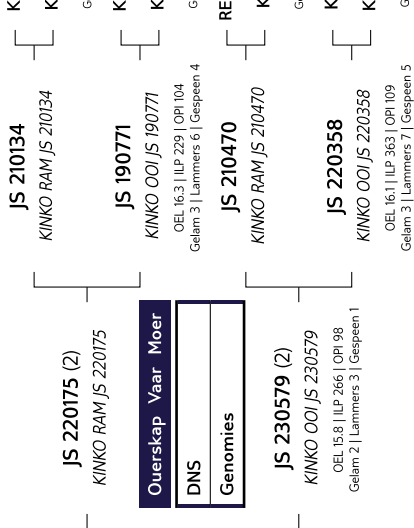 JS 220175 (2)
KINKO RAM JS 220175
Ouerskap Vaar Moer
DNS
Genomies
JS 230579 (2)
KINKO OOI JS 230579
OEL 15.8 | ILP 266 | OPI 98
Gelam 2 | Lammers 3 | Gespeen 1
JS 210134
KINKO RAM JS 210134
JS 190771
KINKO OOI JS 190771
OEL 16.3 | ILP 229 | OPI 104
Gelam 3 | Lammers 6 | Gespeen 4
JS 210470
KINKO RAM JS 210470
JS 220358
KINKO OOI JS 220358
OEL 16.1 | ILP 363 | OPI 109
Gelam 3 | Lammers 7 | Gespeen 5